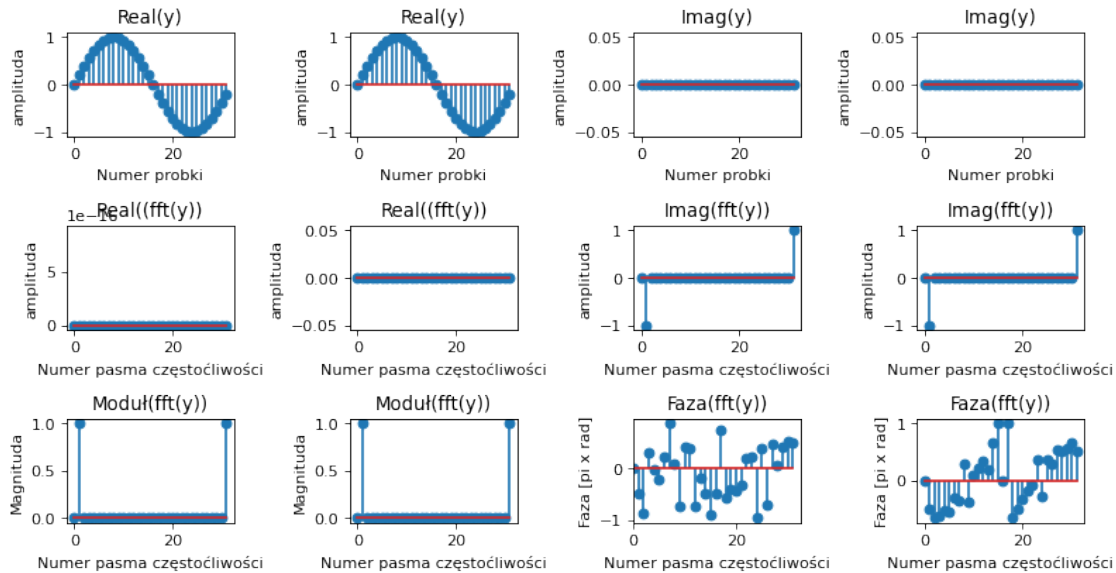 Real(y) Real(y) Imag(y) Imag(y)
amplituda 1 0 −1 0 20 Numer probki
amplituda 1 0 −1 0 20 Numer probki
amplituda 0.05 0.00 −0.05 0 20 Numer probki
amplituda 0.05 0.00 −0.05 0 20 Numer probki
1e−16 Real((fft(y)) Real((fft(y)) Imag(fft(y)) Imag(fft(y))
amplituda 5 0 0 20 Numer pasma częstoćliwości
amplituda 0.05 0.00 −0.05 0 20 Numer pasma częstoćliwości
amplituda 1 0 −1 0 20 Numer pasma częstoćliwości
amplituda 1 0 −1 0 20 Numer pasma częstoćliwości
Moduł(fft(y)) Moduł(fft(y)) Faza(fft(y)) Faza(fft(y))
Magnituda 1.0 0.5 0.0 0 20 Numer pasma częstoćliwości
Magnituda 1.0 0.5 0.0 0 20 Numer pasma częstoćliwości
Faza [pi x rad] 0 −1 0 20 Numer pasma częstoćliwości
Faza [pi x rad] 1 0 0 20 Numer pasma częstoćliwości